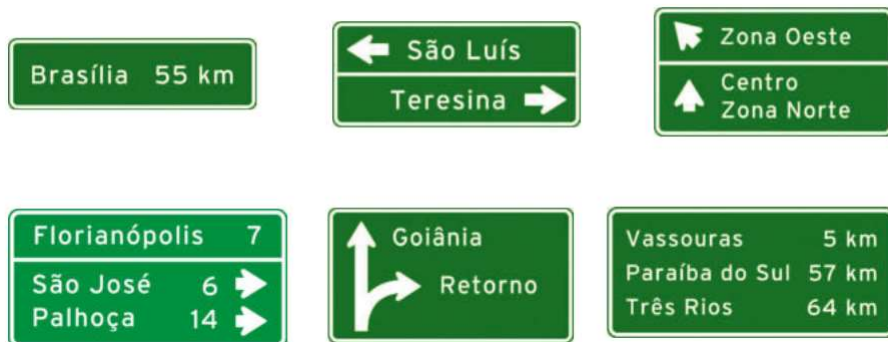 Brasília 55 km
São Luís
Teresina
Zona Oeste
Centro
Zona Norte
Florianópolis 7
São José 6
Palhoça 14
Goiânia
Retorno
Vassouras 5 km
Paraíba do Sul 57 km
Três Rios 64 km